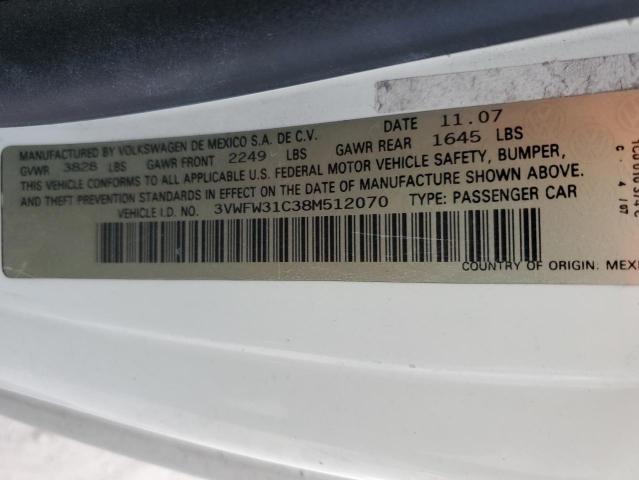 MANUFACTURED BY VOLKSWAGEN DE MEXICO S.A. DE C.V. DATE 11.07
GVWR 3828 LBS GAWR FRONT 2249 LBS GAWR REAR 1645 LBS
THIS VEHICLE CONFORMS TO ALL APPLICABLE U.S. FEDERAL MOTOR VEHICLE SAFETY, BUMPER,
AND THEFT PREVENTION STANDARDS IN EFFECT ON THE DATE OF MANUFACTURE SHOWN ABOVE.
VEHICLE I.D. NO. 3VWFW31C38M512070 TYPE: PASSENGER CAR
COUNTRY OF ORIGIN: MEXI